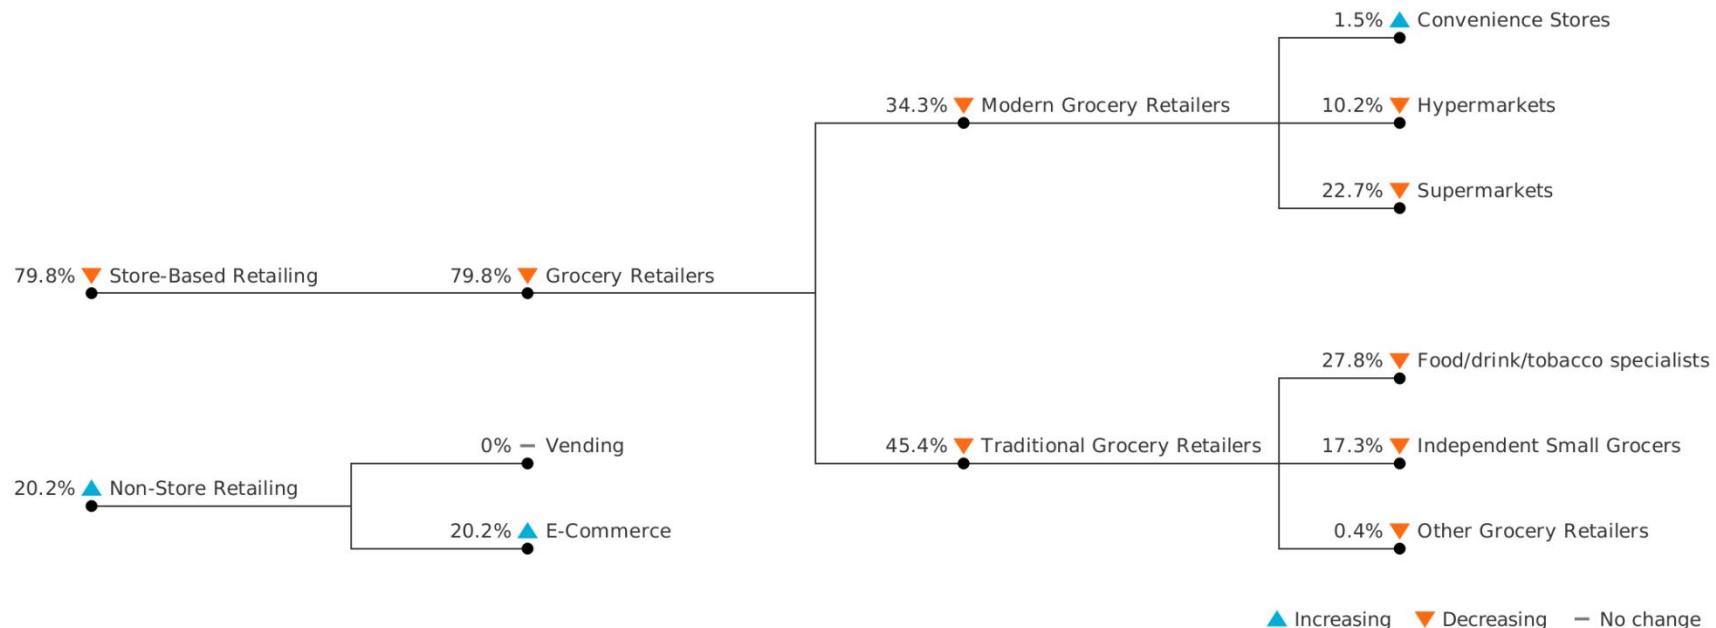 1.5% ▲ Convenience Stores
34.3% ▼ Modern Grocery Retailers
10.2% ▼ Hypermarkets
22.7% ▼ Supermarkets
79.8% ▼ Store-Based Retailing
79.8% ▼ Grocery Retailers
27.8% ▼ Food/drink/tobacco specialists
0% – Vending
45.4% ▼ Traditional Grocery Retailers
17.3% ▼ Independent Small Grocers
20.2% ▲ Non-Store Retailing
20.2% ▲ E-Commerce
0.4% ▼ Other Grocery Retailers
▲ Increasing ▼ Decreasing – No change